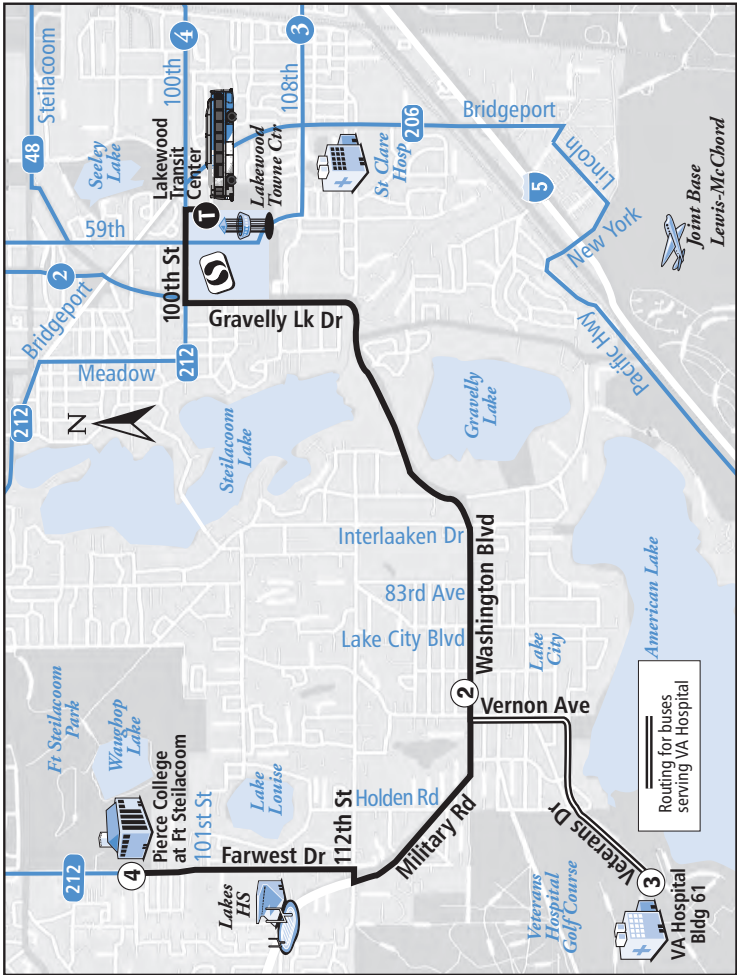 Steilacoom
48
Seeley
Lake
100th
4
108th
3
Lakewood
Transit
Center
T
Lakewood
Towne Ctr
St Clare
Hosp
206
Bridgeport
Lincoln
5
New York
Joint Base
Lewis-McChord
Pacific Hwy
59th
2
Bridgeport
100th St
S
Gravelly Lk Dr
212
Meadow
212
N
Steilacoom
Lake
Gravelly
Lake
Interlaaken Dr
83rd Ave
Lake City Blvd
Washington Blvd
Lake
City
American Lake
2
Vernon Ave
Ft Steilacoom
Park
Waughop
Lake
Pierce College
at Ft Steilacoom
101st St
4
212
Lake
Louise
Farwest Dr
112th St
Holden Rd
Military Rd
Lakes
HS
Veterans
Hospital
Golf Course
Veterans Dr
3
VA Hospital
Bldg 61
Routing for buses
serving VA Hospital